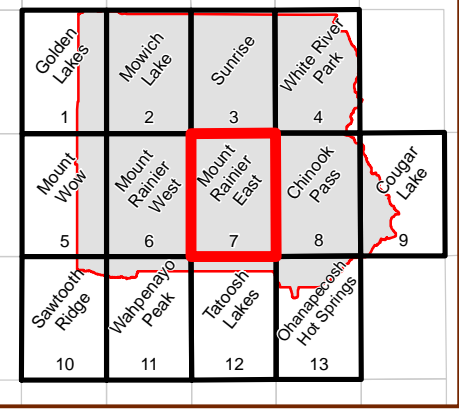 Golden
Lakes
1
Mowich
Lake
2
Sunrise
3
White River
Park
4
Mount
Wow
5
Mount
Rainier
West
6
Mount
Rainier
East
7
Chinook
Pass
8
Cougar
Lake
9
Sawtooth
Ridge
10
Wahpenayo
Peak
11
Tatoosh
Lakes
12
Ohanapecosh
Hot Springs
13